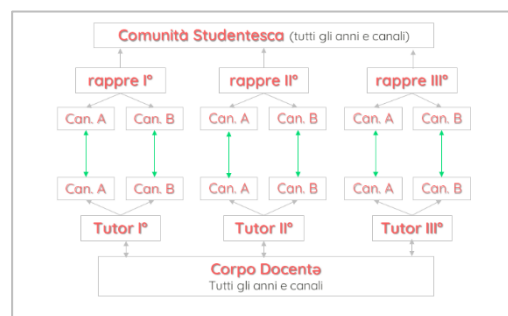 Comunità Studentesca (tutti gli anni e canali)
rappre I° rappre II° rappre III°
Can. A Can. B Can. A Can. B Can. A Can. B
Can. A Can. B Can. A Can. B Can. A Can. B
Tutor I° Tutor II° Tutor III°
Corpo Docentə
Tutti gli anni e canali